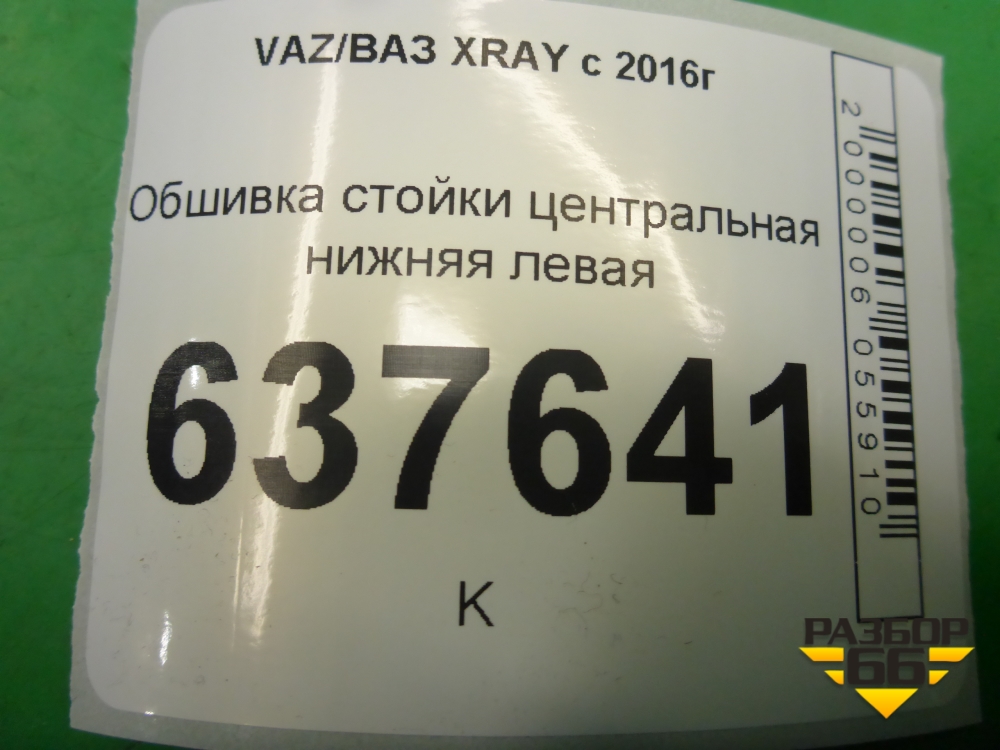 VAZ/ВАЗ XRAY с 2016г
Обшивка стойки центральная
нижняя левая
637641
К
2000006055910
РАЗБОР
66